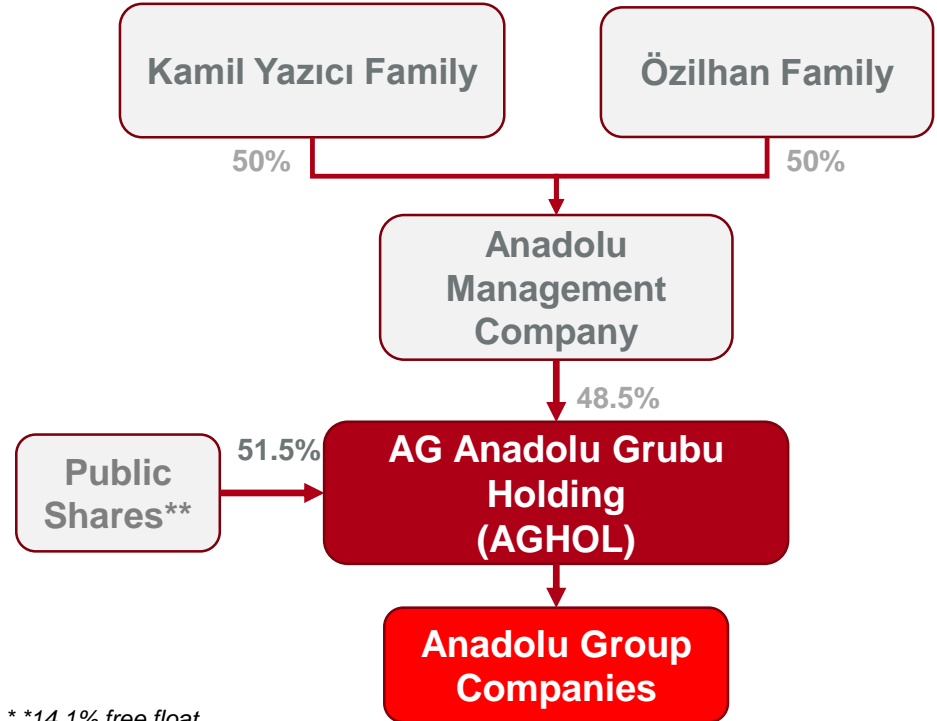 Kamil Yazıcı Family
Özilhan Family
50%
50%
Anadolu
Management
Company
48.5%
Public
Shares**
51.5%
AG Anadolu Grubu
Holding
(AGHOL)
Anadolu Group
Companies
* *14.1% free float